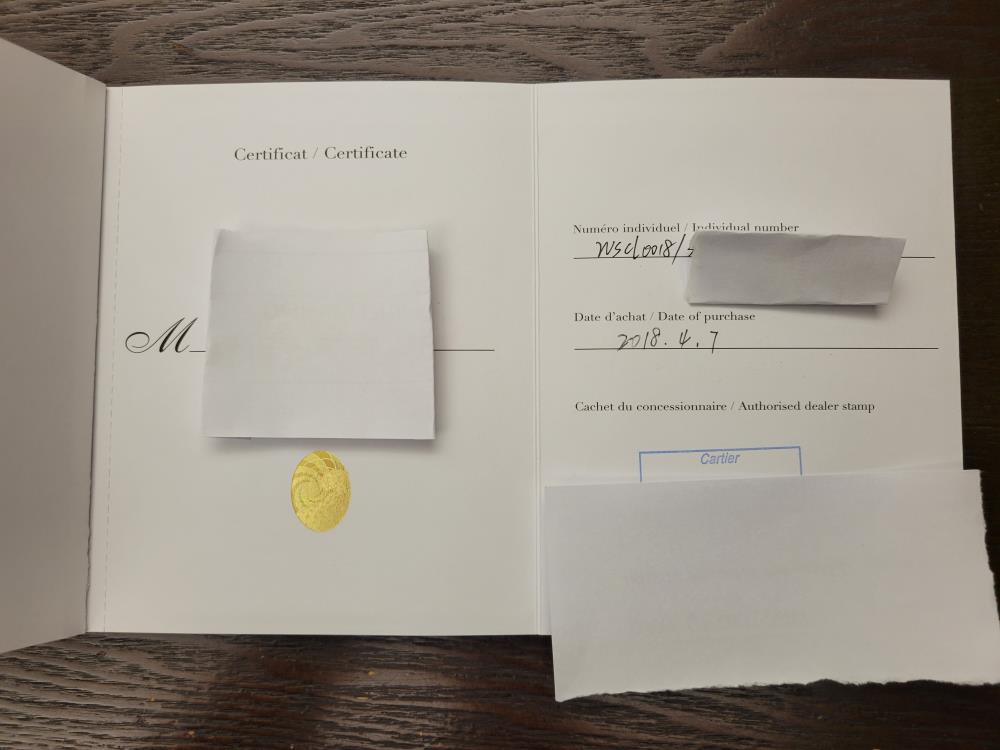 Certificat / Certificate
M
Numéro individuel / Individual number
WSCL0018/
Date d'achat / Date of purchase
2018.4.7
Cachet du concessionnaire / Authorised dealer stamp
Cartier